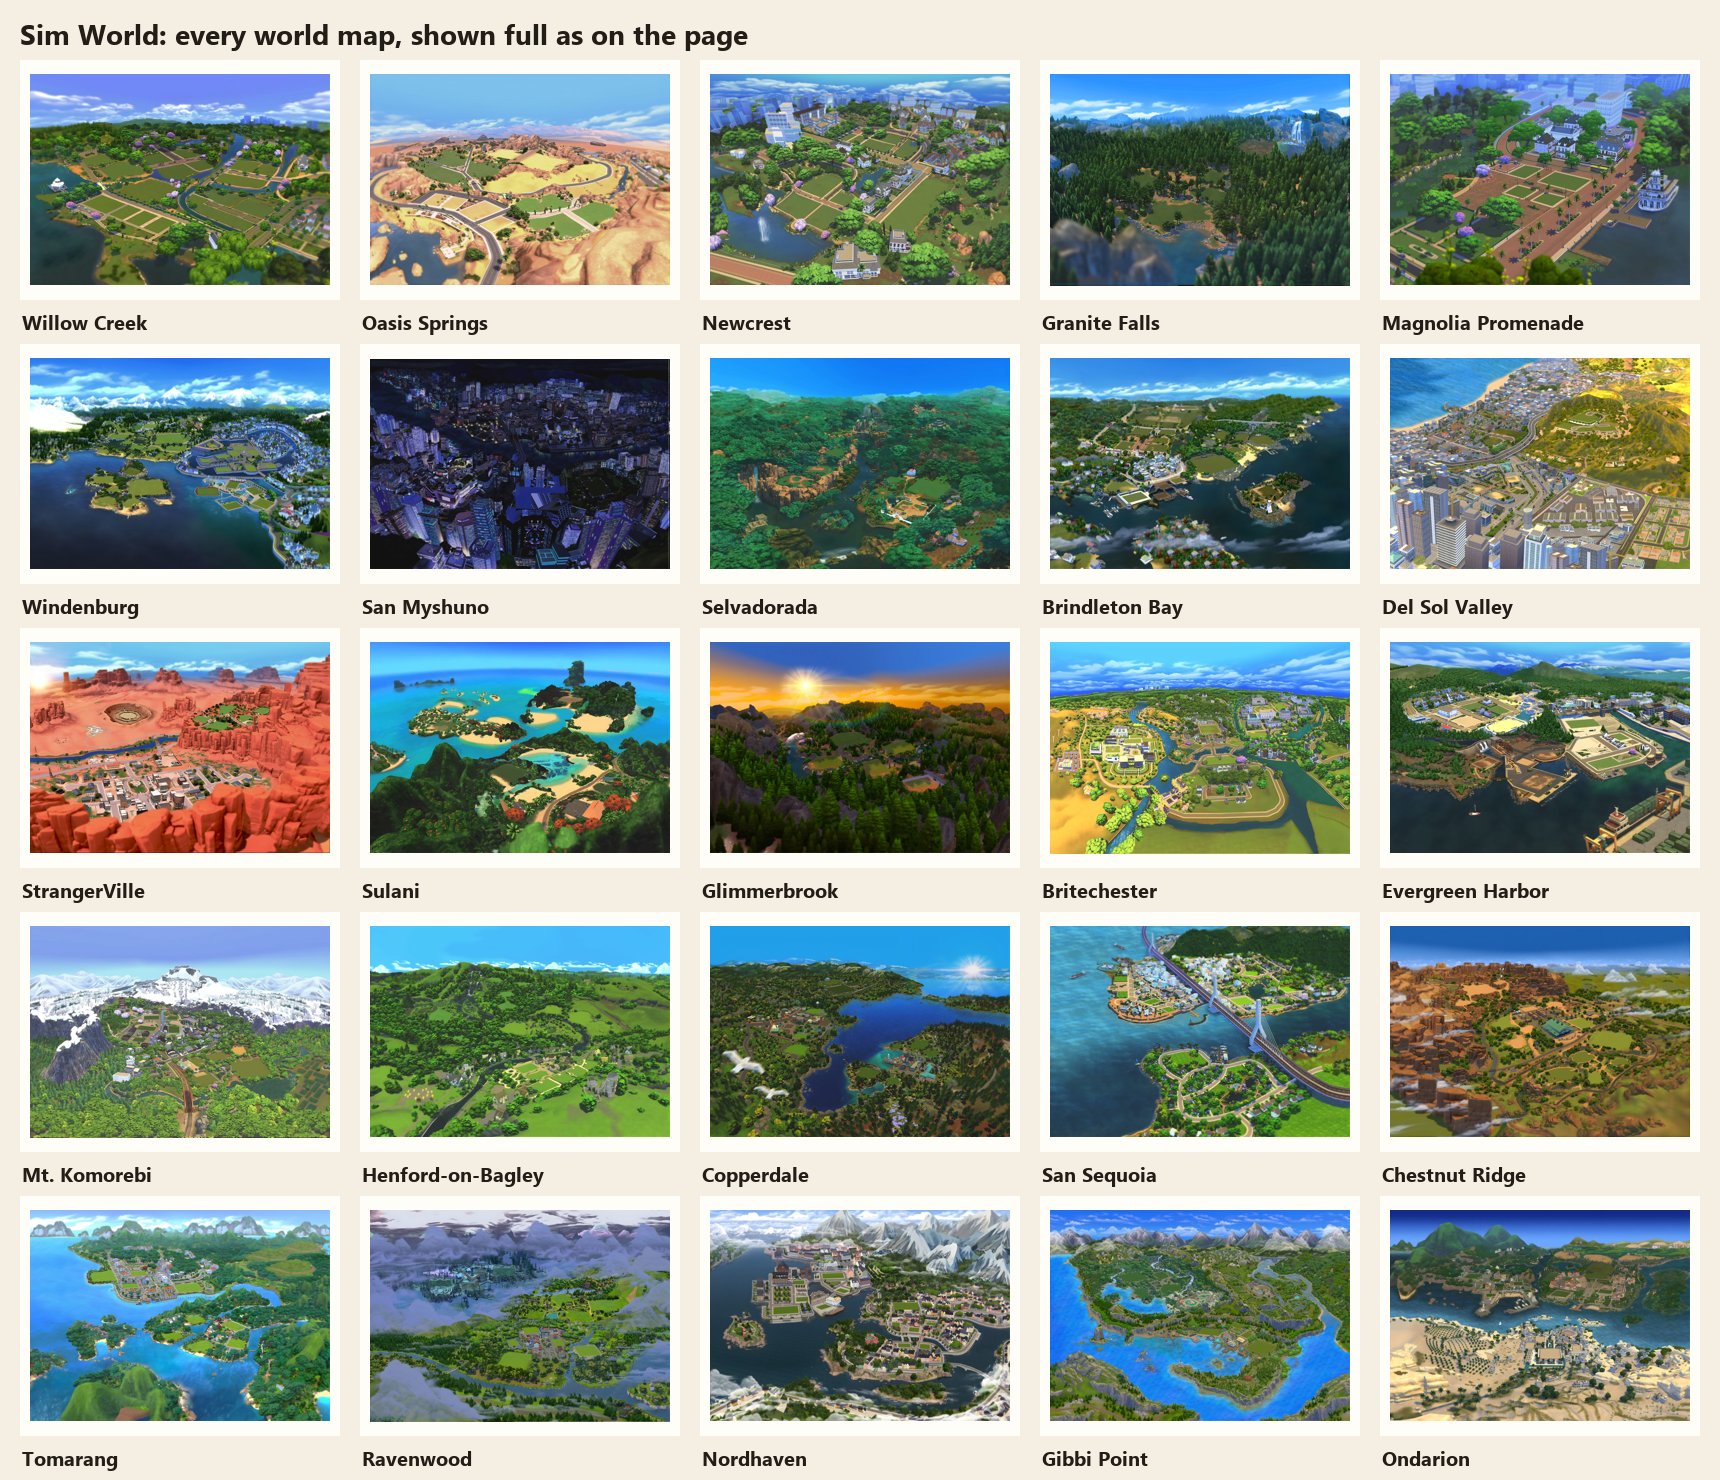 Sim World: every world map, shown full as on the page
Willow Creek
Oasis Springs
Newcrest
Granite Falls
Magnolia Promenade
Windenburg
San Myshuno
Selvadorada
Brindleton Bay
Del Sol Valley
StrangerVille
Sulani
Glimmerbrook
Britechester
Evergreen Harbor
Mt. Komorebi
Henford-on-Bagley
Copperdale
San Sequoia
Chestnut Ridge
Tomarang
Ravenwood
Nordhaven
Gibbi Point
Ondarion